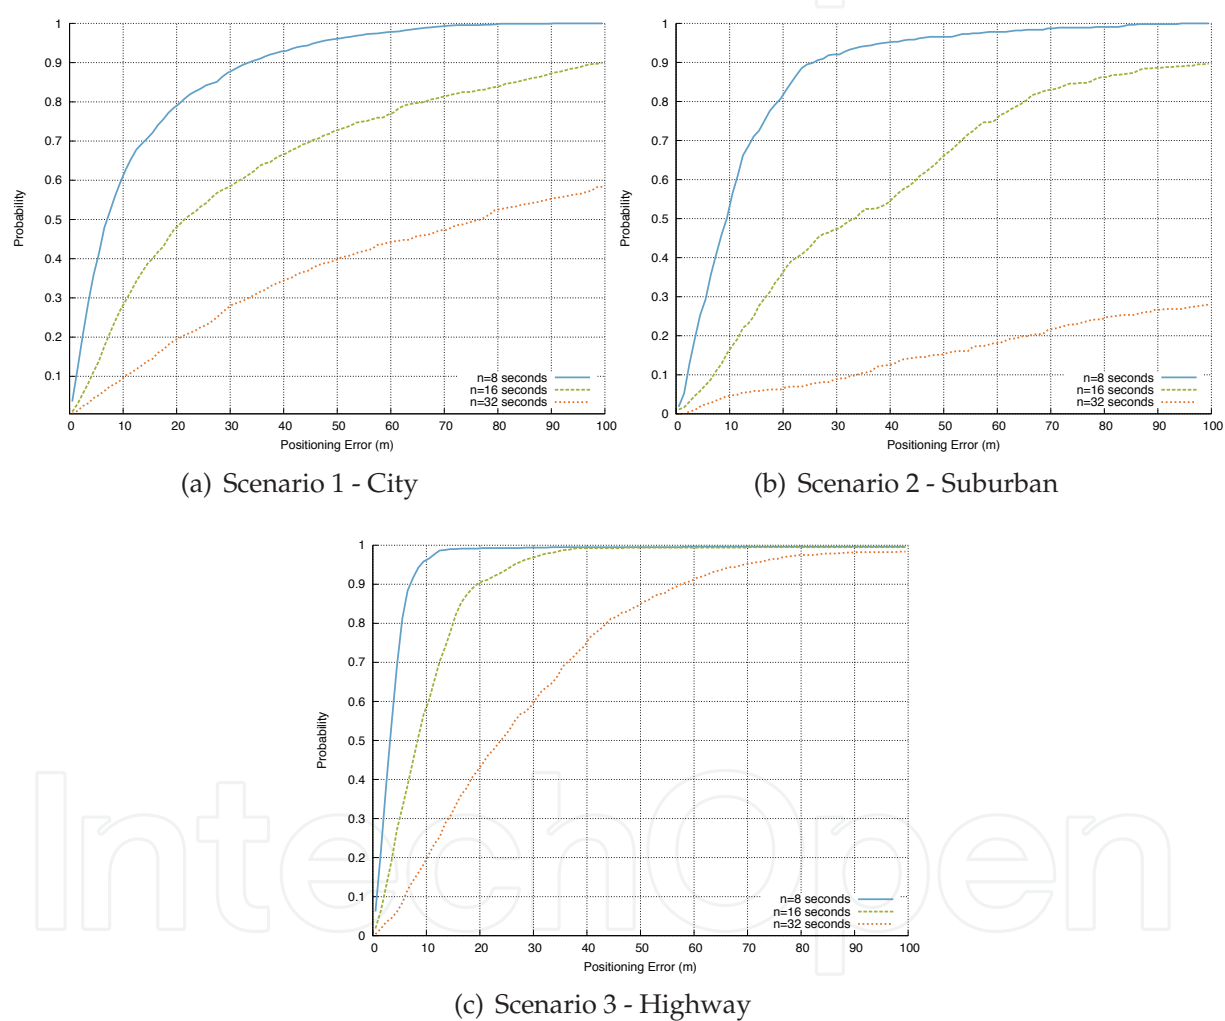 1
0.9
0.8
0.7
0.6
0.5
0.4
0.3
0.2
0.1
0 10 20 30 40 50 60 70 80 90 100
Probability
Positioning Error (m)
n=8 seconds
n=16 seconds
n=32 seconds
(a) Scenario 1 - City
1
0.9
0.8
0.7
0.6
0.5
0.4
0.3
0.2
0.1
0
0 10 20 30 40 50 60 70 80 90 100
Probability
Positioning Error (m)
n=8 seconds
n=16 seconds
n=32 seconds
(b) Scenario 2 - Suburban
1
0.9
0.8
0.7
0.6
0.5
0.4
0.3
0.2
0.1
0
0 10 20 30 40 50 60 70 80 90 100
Probability
Positioning Error (m)
n=8 seconds
n=16 seconds
n=32 seconds
(c) Scenario 3 - Highway
IntechOpen